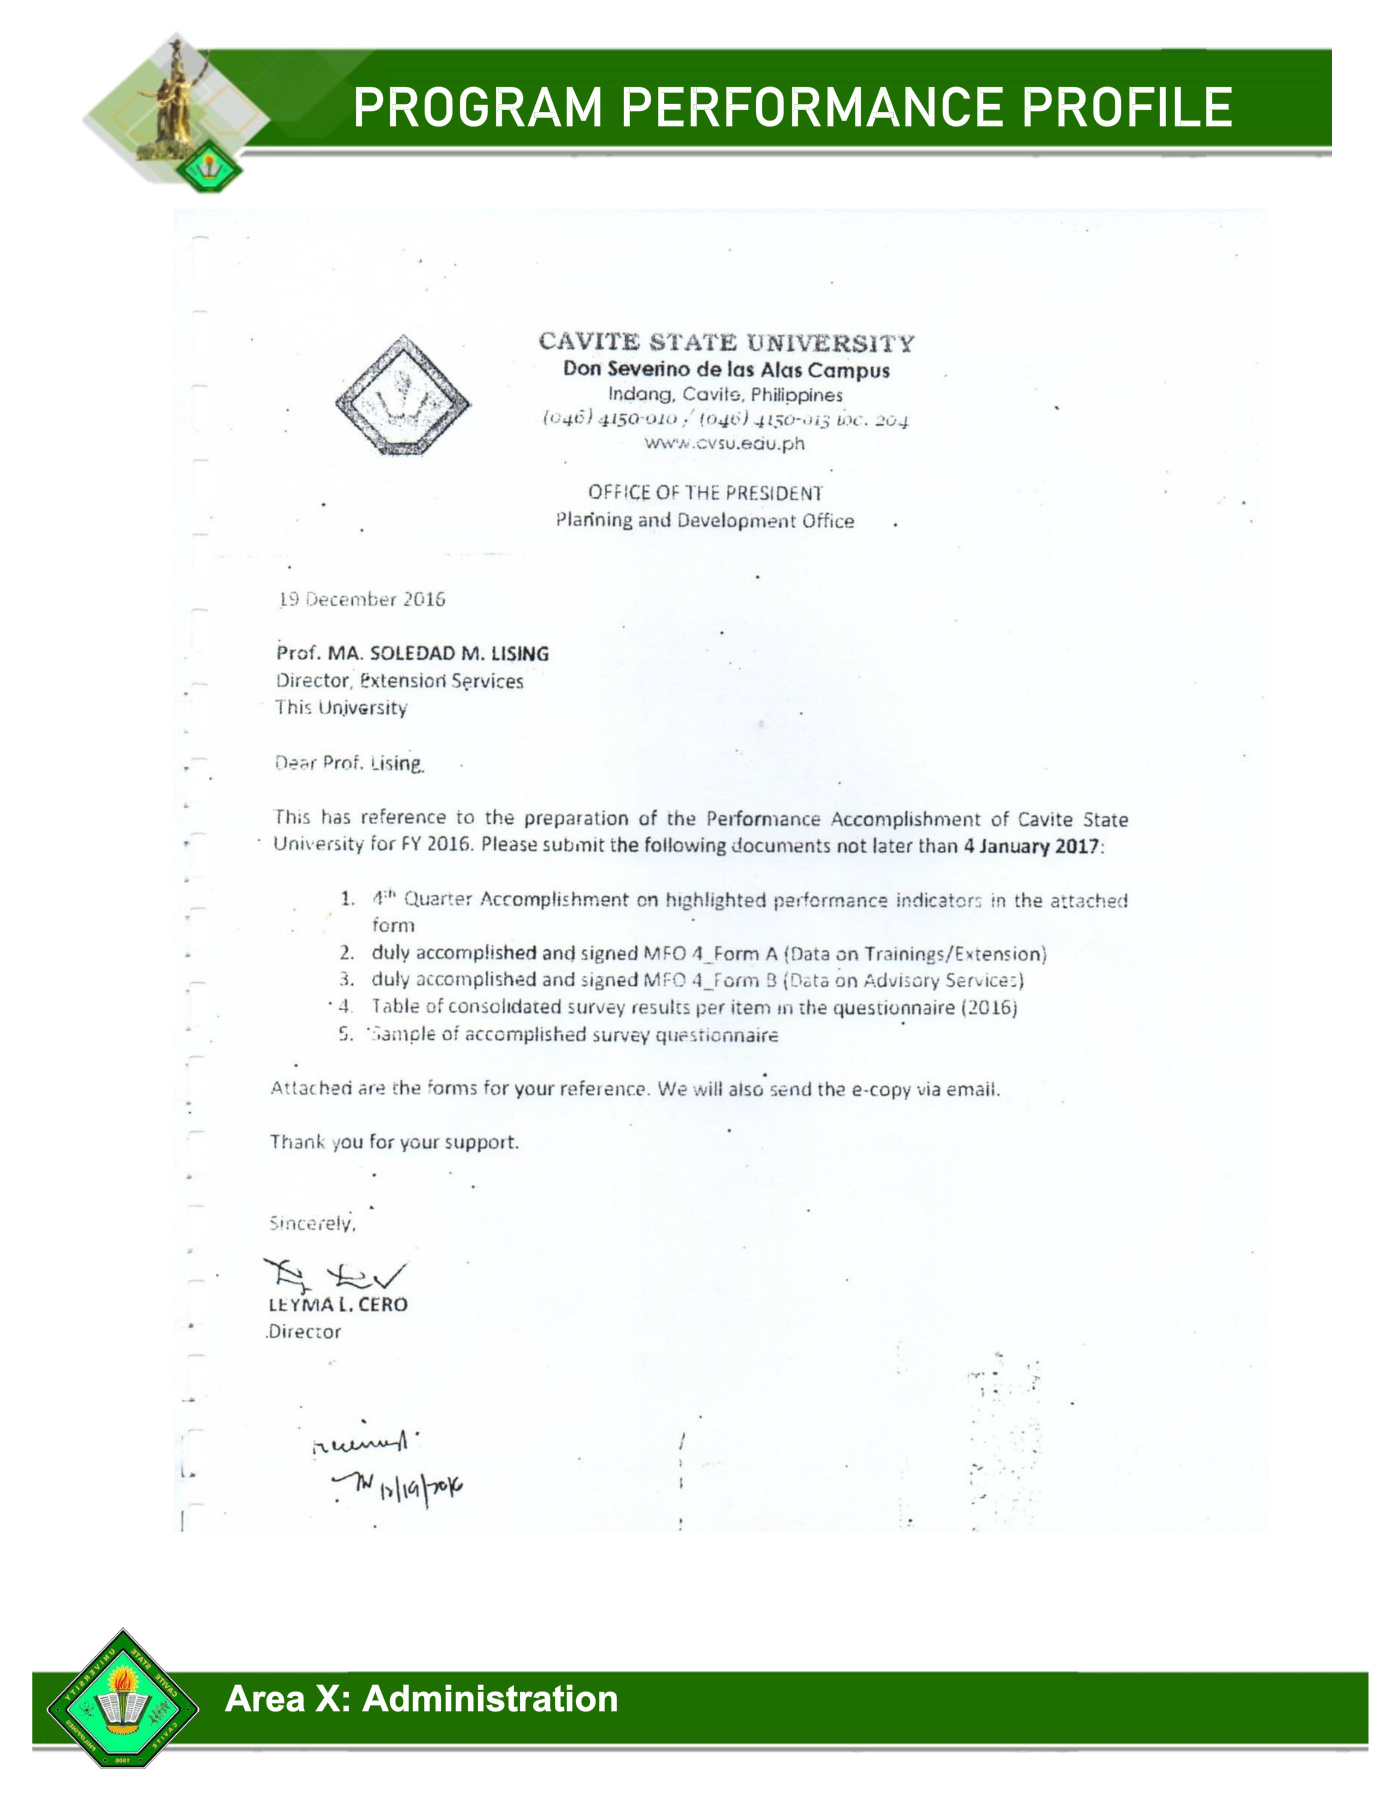 PROGRAM PERFORMANCE PROFILE
CAVITE STATE UNIVERSITY
Don Severino de las Alas Campus
Indang, Cavite, Philippines
(046) 4150-010 / (046) 4150-013 loc. 204
www.cvsu.edu.ph
OFFICE OF THE PRESIDENT
Planning and Development Office
19 December 2016
Prof. MA. SOLEDAD M. LISING
Director, Extension Services
This University
Dear Prof. Lising,
This has reference to the preparation of the Performance Accomplishment of Cavite State
University for FY 2016. Please submit the following documents not later than 4 January 2017:
1. 4th Quarter Accomplishment on highlighted performance indicators in the attached
form
2. duly accomplished and signed MFO 4_Form A (Data on Trainings/Extension)
3. duly accomplished and signed MFO 4_Form B (Data on Advisory Services)
4. Table of consolidated survey results per item in the questionnaire (2016)
5. Sample of accomplished survey questionnaire
Attached are the forms for your reference. We will also send the e-copy via email.
Thank you for your support.
Sincerely,
LEYMA L. CERO
Director
received
12/19/2016
CAVITE STATE UNIVERSITY
CAVITE PHILIPPINES
1906
Area X: Administration